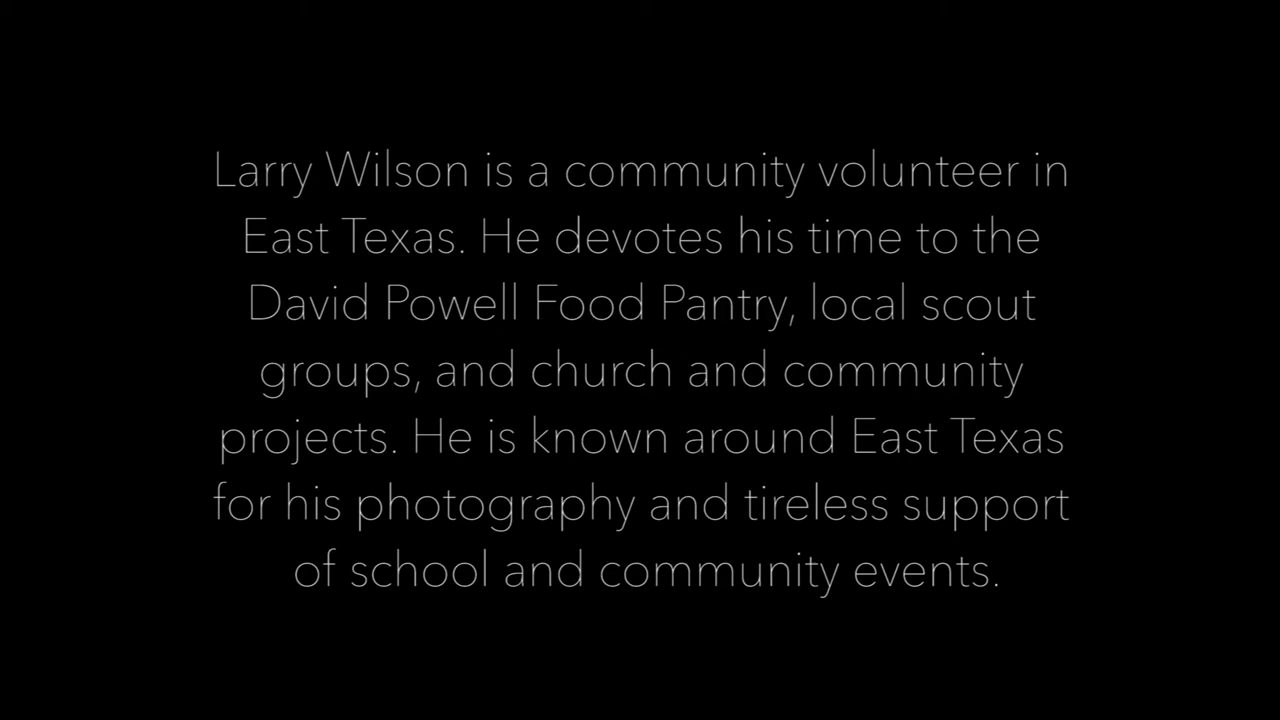 Larry Wilson is a community volunteer in
East Texas. He devotes his time to the
David Powell Food Pantry, local scout
groups, and church and community
projects. He is known around East Texas
for his photography and tireless support
of school and community events.